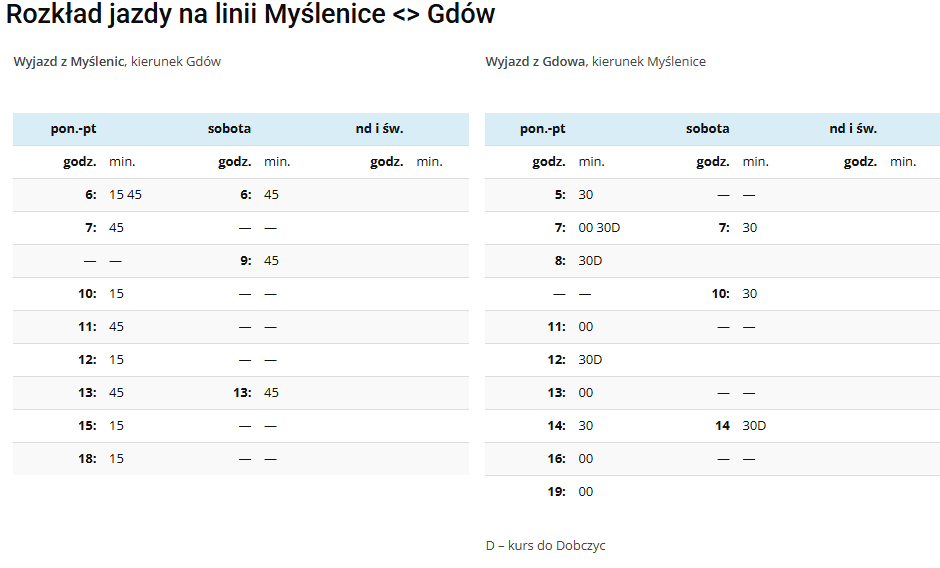 Rozkład jazdy na linii Myślenice <> Gdów
Wyjazd z Myślenic, kierunek Gdów
pon.-pt sobota nd i św.
godz. min. godz. min. godz. min.
6: 15 45 6: 45
7: 45 — —
— — 9: 45
10: 15 — —
11: 45 — —
12: 15 — —
13: 45 13: 45
15: 15 — —
18: 15 — —
Wyjazd z Gdowa, kierunek Myślenice
pon.-pt sobota nd i św.
godz. min. godz. min. godz. min.
5: 30 — —
7: 00 30D 7: 30
8: 30D
— — 10: 30
11: 00 — —
12: 30D
13: 00 — —
14: 30 14 30D
16: 00 — —
19: 00
D – kurs do Dobczyc